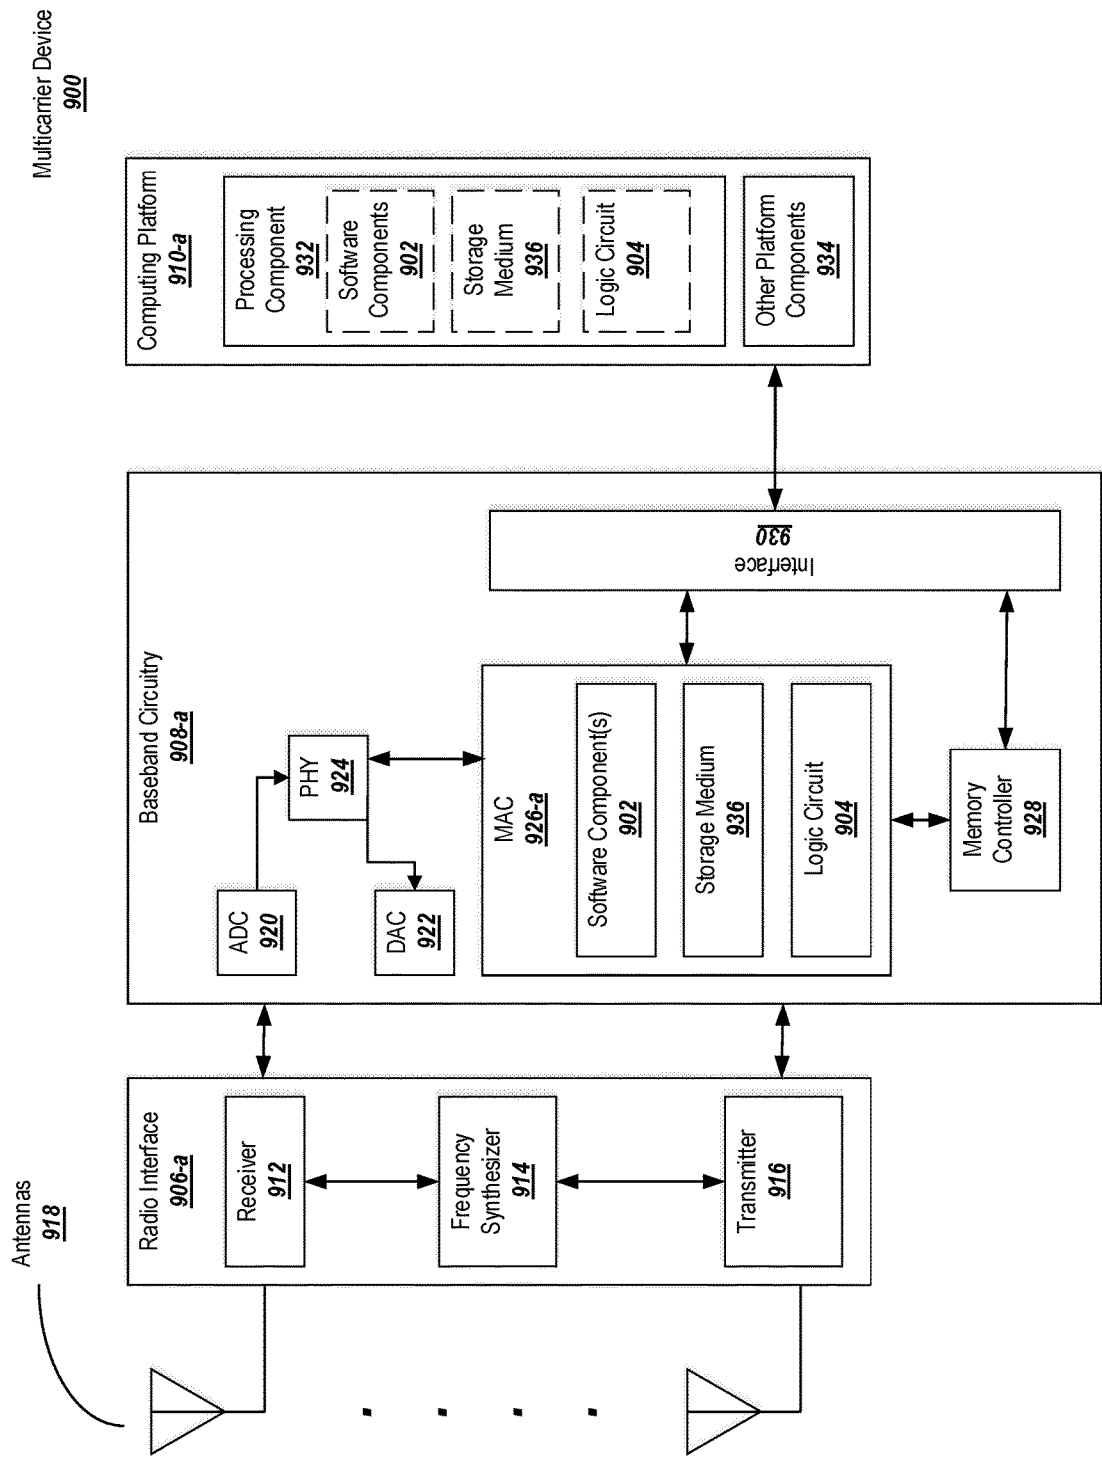 Multicarrier Device
900
Antennas
918
Radio Interface
906-a
Receiver
912
Frequency
Synthesizer
914
Transmitter
916
Baseband Circuitry
908-a
ADC
920
PHY
924
DAC
922
MAC
926-a
Software Component(s)
902
Storage Medium
936
Logic Circuit
904
Memory
Controller
928
Interface
930
Computing Platform
910-a
Processing
Component
932
Software
Components
902
Storage
Medium
936
Logic Circuit
904
Other Platform
Components
934